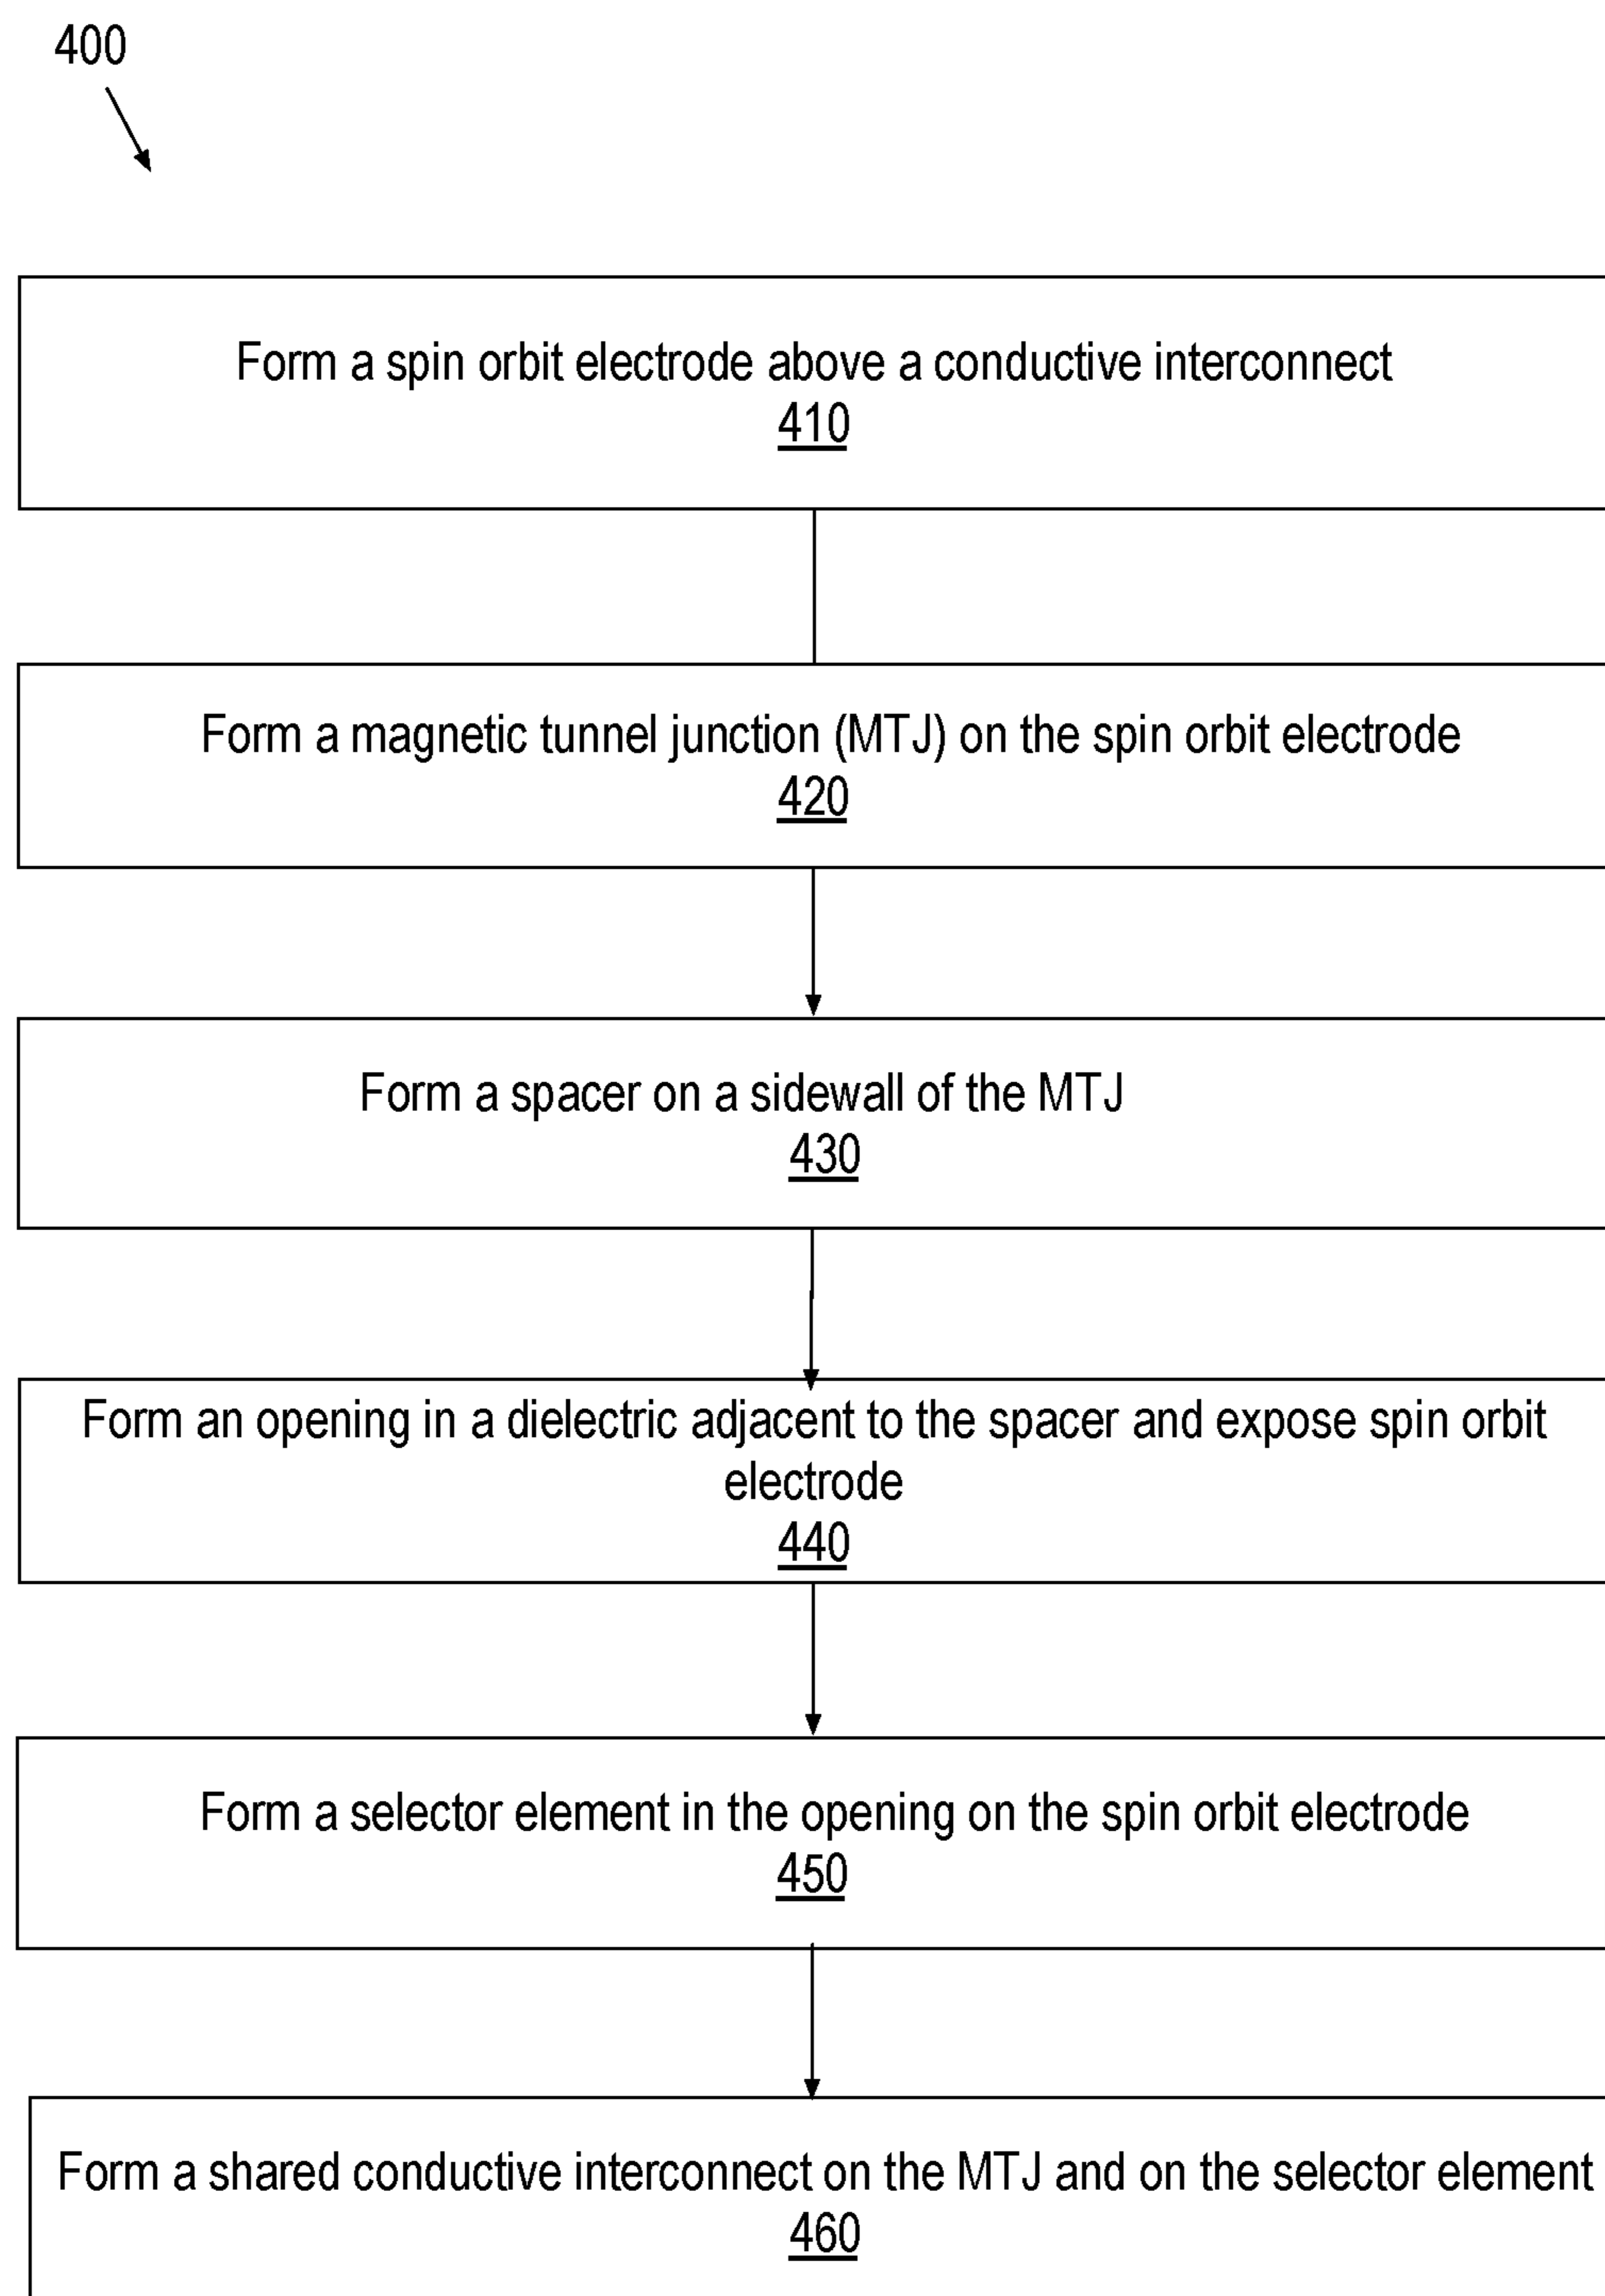 400
Form a spin orbit electrode above a conductive interconnect
410
Form a magnetic tunnel junction (MTJ) on the spin orbit electrode
420
Form a spacer on a sidewall of the MTJ
430
Form an opening in a dielectric adjacent to the spacer and expose spin orbit
electrode
440
Form a selector element in the opening on the spin orbit electrode
450
Form a shared conductive interconnect on the MTJ and on the selector element
460